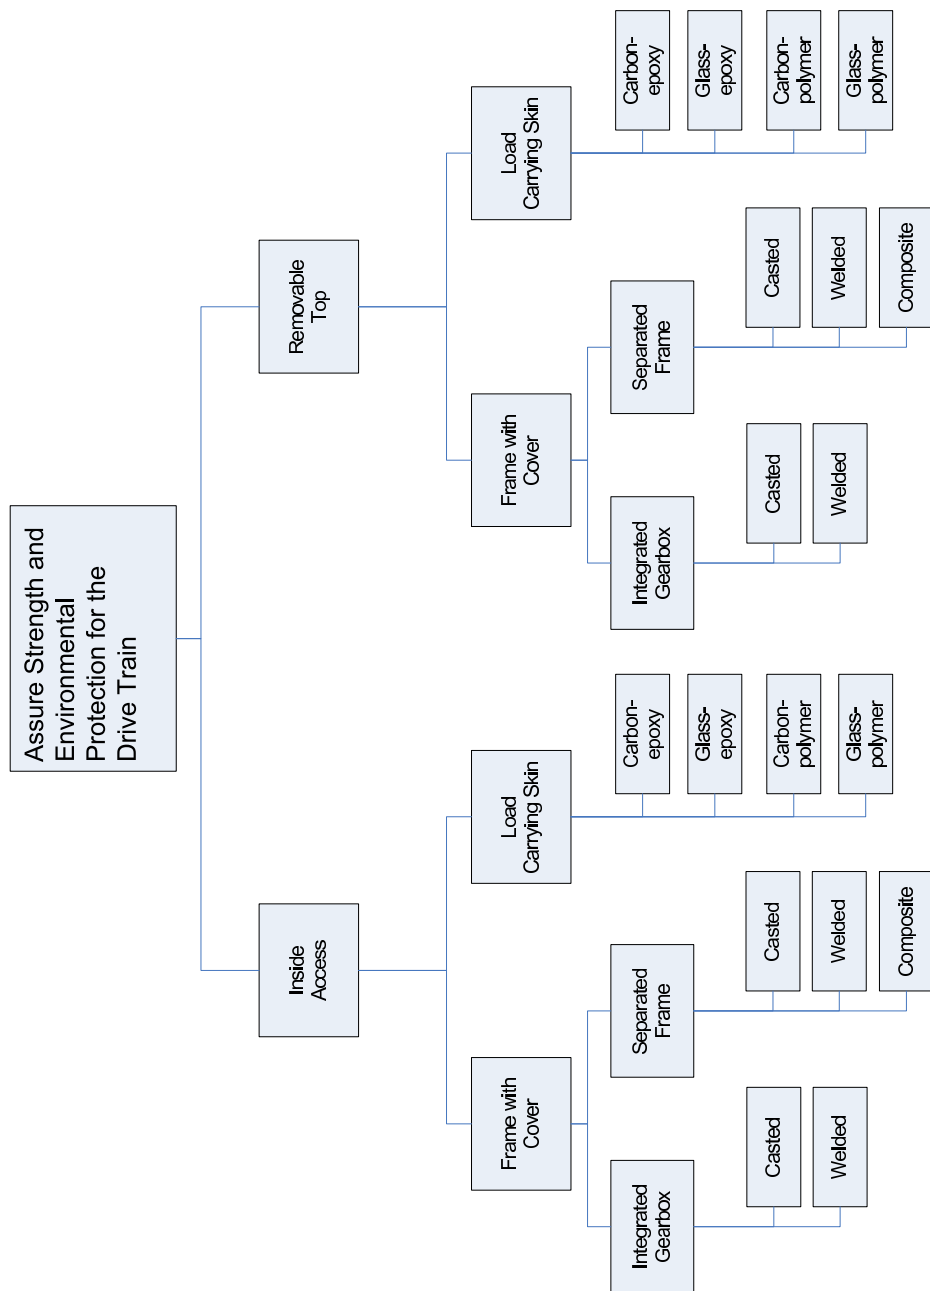 Assure Strength and
Environmental
Protection for the
Drive Train
Inside
Access
Removable
Top
Frame with
Cover
Load
Carrying Skin
Frame with
Cover
Load
Carrying Skin
Integrated
Gearbox
Separated
Frame
Carbon-
epoxy
Glass-
epoxy
Carbon-
polymer
Glass-
polymer
Integrated
Gearbox
Separated
Frame
Carbon-
epoxy
Glass-
epoxy
Carbon-
polymer
Glass-
polymer
Casted
Welded
Casted
Welded
Composite
Casted
Welded
Casted
Welded
Composite